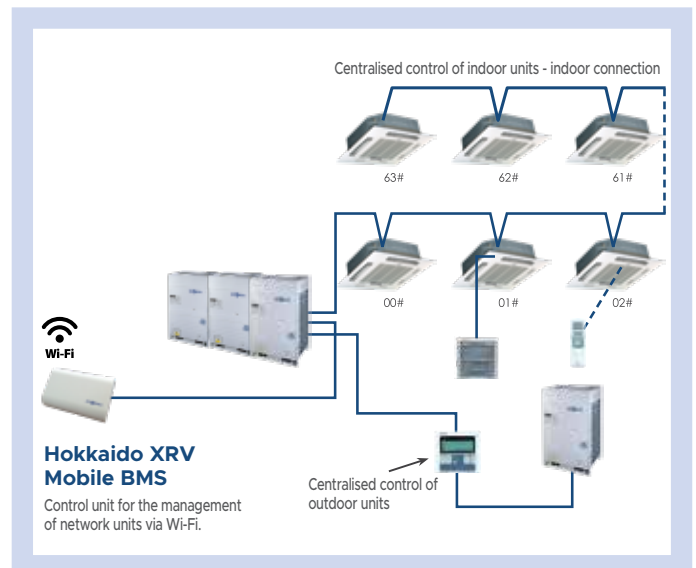 Centralised control of indoor units - indoor connection
63#
62#
61#
00#
01#
02#
Wi-Fi
Hokkaido XRV
Mobile BMS
Control unit for the management
of network units via Wi-Fi.
Centralised control of
outdoor units